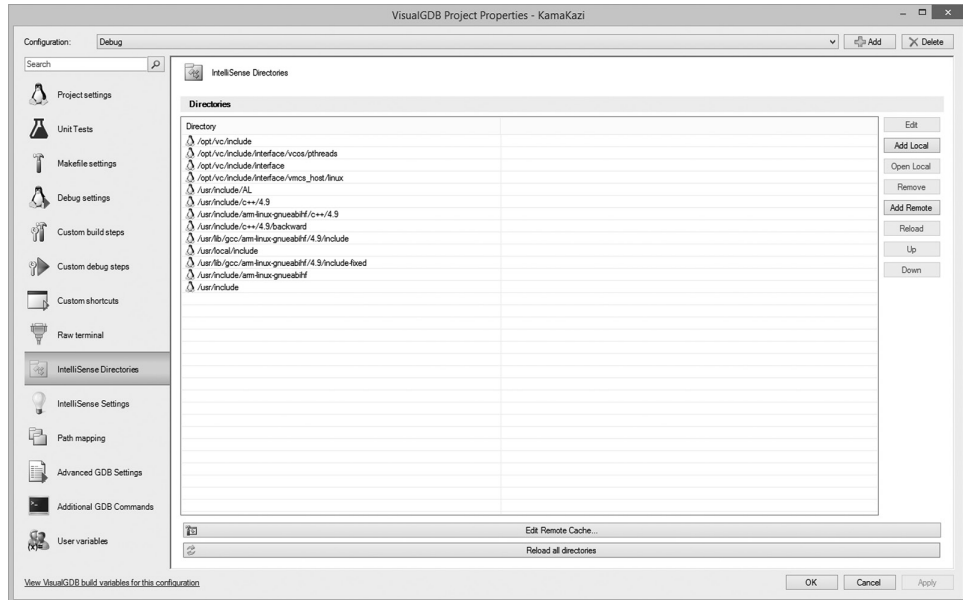 VisualGDB Project Properties - KamaKazi
Configuration: Debug Add Delete
Search
Project settings
Unit Tests
Makefile settings
Debug settings
Custom build steps
Custom debug steps
Custom shortcuts
Raw terminal
IntelliSense Directories
IntelliSense Settings
Path mapping
Advanced GDB Settings
Additional GDB Commands
User variables
IntelliSense Directories
Directories
Directory
/opt/vc/include
/opt/vc/include/interface/vcos/pthreads
/opt/vc/include/interface
/opt/vc/include/interface/vmcs_host/linux
/usr/include/AL
/usr/include/c++/4.9
/usr/include/arm-linux-gnueabihf/c++/4.9
/usr/include/c++/4.9/backward
/usr/lib/gcc/arm-linux-gnueabihf/4.9/include
/usr/local/include
/usr/lib/gcc/arm-linux-gnueabihf/4.9/include-fixed
/usr/include/arm-linux-gnueabihf
/usr/include
Edit
Add Local
Open Local
Remove
Add Remote
Reload
Up
Down
Edit Remote Cache...
Reload all directories
View VisualGDB build variables for this configuration
OK Cancel Apply